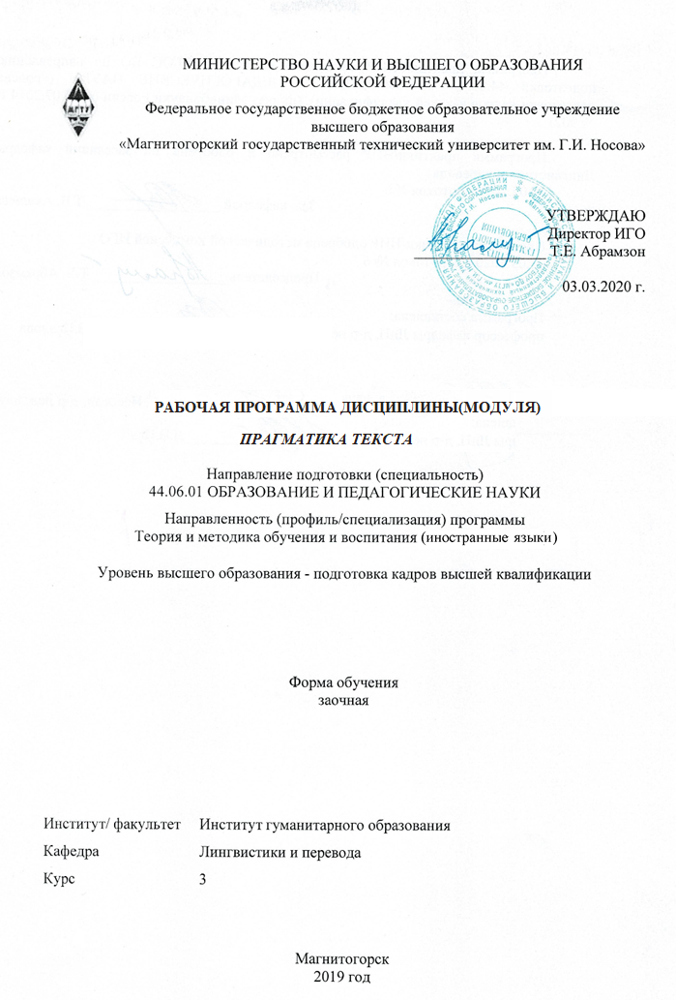 МИНИСТЕРСТВО НАУКИ И ВЫСШЕГО ОБРАЗОВАНИЯ
РОССИЙСКОЙ ФЕДЕРАЦИИ
МГТУ
Федеральное государственное бюджетное образовательное учреждение
высшего образования
«Магнитогорский государственный технический университет им. Г.И. Носова»
УТВЕРЖДАЮ
Директор ИГО
Т.Е. Абрамзон
03.03.2020 г.
РАБОЧАЯ ПРОГРАММА ДИСЦИПЛИНЫ(МОДУЛЯ)
ПРАГМАТИКА ТЕКСТА
Направление подготовки (специальность)
44.06.01 ОБРАЗОВАНИЕ И ПЕДАГОГИЧЕСКИЕ НАУКИ
Направленность (профиль/специализация) программы
Теория и методика обучения и воспитания (иностранные языки)
Уровень высшего образования - подготовка кадров высшей квалификации
Форма обучения
заочная
Институт/ факультет Институт гуманитарного образования
Кафедра Лингвистики и перевода
Курс 3
Магнитогорск
2019 год